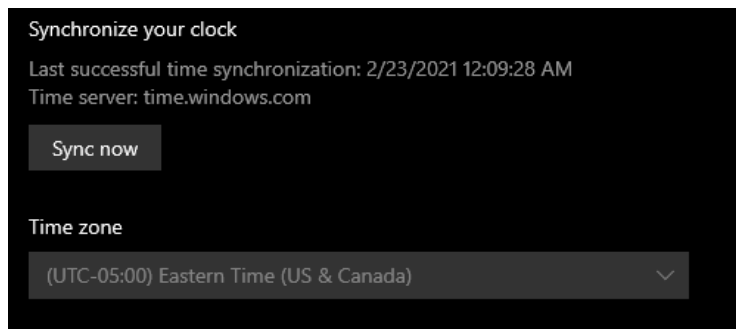 Synchronize your clock
Last successful time synchronization: 2/23/2021 12:09:28 AM
Time server: time.windows.com
Sync now
Time zone
(UTC-05:00) Eastern Time (US & Canada)